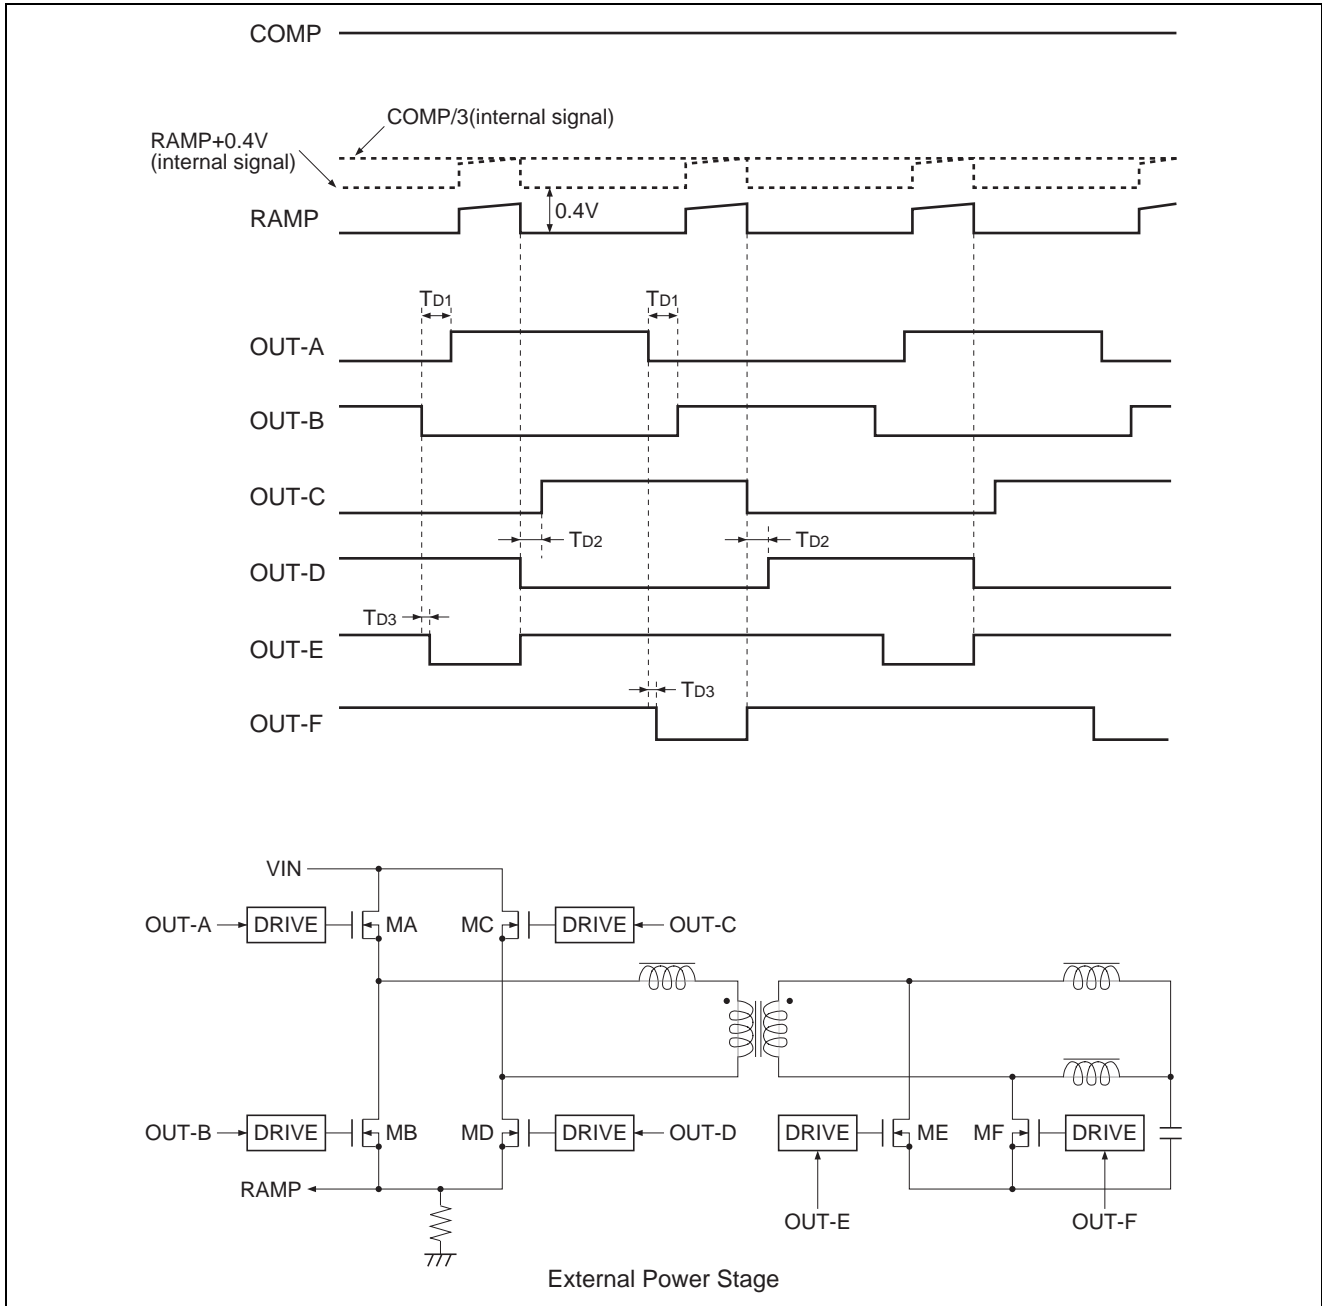 COMP
COMP/3(internal signal)
RAMP+0.4V
(internal signal)
0.4V
RAMP
TD1 TD1
OUT-A
OUT-B
OUT-C
TD2 TD2
OUT-D
TD3
OUT-E
TD3
OUT-F
VIN
OUT-A DRIVE MA MC DRIVE OUT-C
OUT-B DRIVE MB MD DRIVE OUT-D DRIVE ME MF DRIVE
RAMP
OUT-E OUT-F
External Power Stage